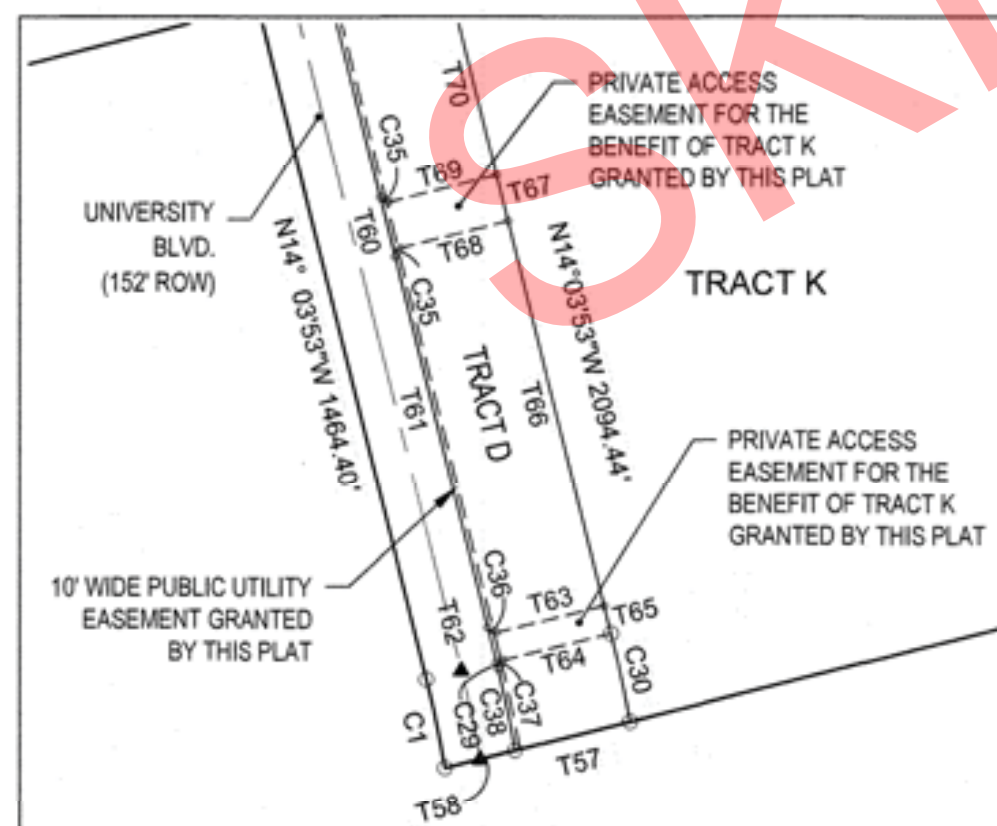 T70
PRIVATE ACCESS
EASEMENT FOR THE
BENEFIT OF TRACT K
GRANTED BY THIS PLAT
C35
T69
T67
UNIVERSITY
BLVD.
(152' ROW)
T60
T68
N14° 03'53"W 1464.40'
C35
N14°03'53"W 2094.44'
TRACT K
TRACT D
T61
T66
PRIVATE ACCESS
EASEMENT FOR THE
BENEFIT OF TRACT K
GRANTED BY THIS PLAT
10' WIDE PUBLIC UTILITY
EASEMENT GRANTED
BY THIS PLAT
C36
T63
T65
T62
T64
C30
C1
C29
C38
C37
T57
T58